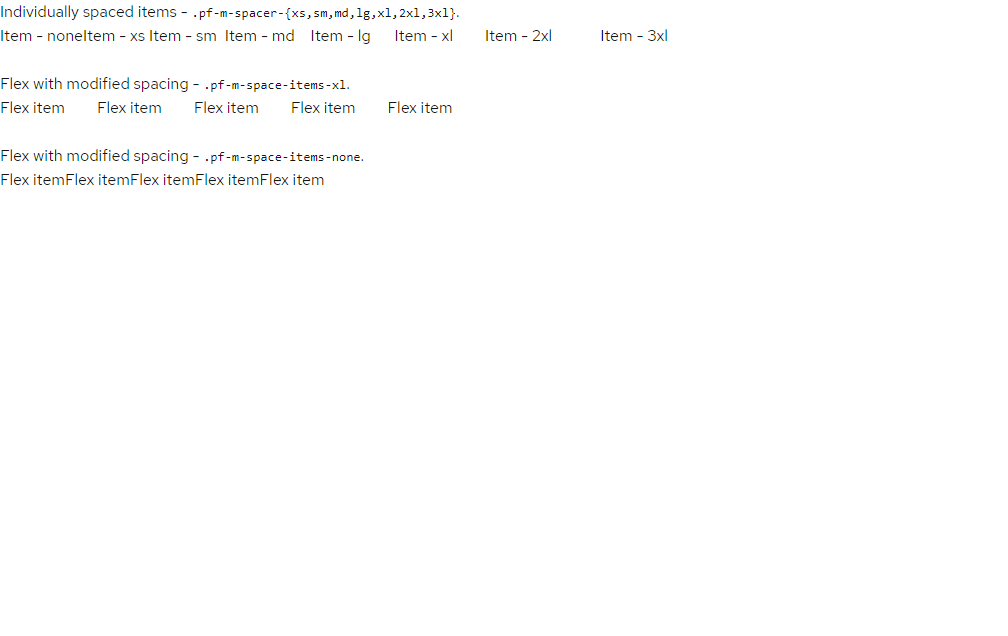 Individually spaced items - .pf-m-spacer-{xs,sm,md,lg,xl,2xl,3xl}.
Item - noneItem - xs Item - sm Item - md Item - lg Item - xl Item - 2xl Item - 3xl
Flex with modified spacing - .pf-m-space-items-xl.
Flex item Flex item Flex item Flex item Flex item
Flex with modified spacing - .pf-m-space-items-none.
Flex itemFlex itemFlex itemFlex itemFlex item